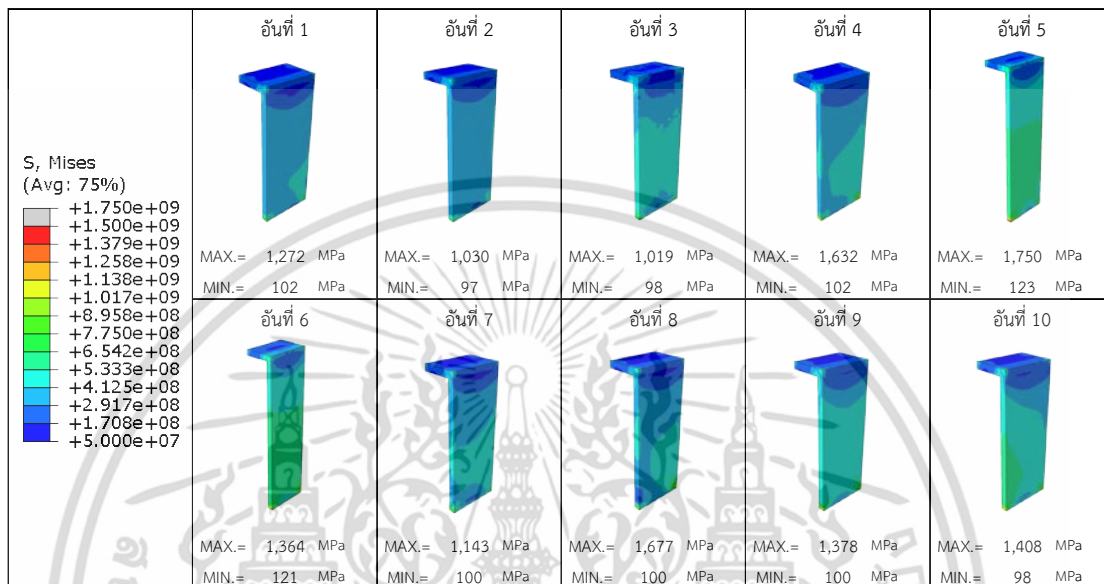 อันที่ 1 อันที่ 2 อันที่ 3 อันที่ 4 อันที่ 5
S, Mises
(Avg: 75%)
+1.750e+09
+1.500e+09
+1.379e+09
+1.258e+09
+1.138e+09
+1.017e+09
+8.958e+08
+7.750e+08
+6.542e+08
+5.333e+08
+4.125e+08
+2.917e+08
+1.708e+08
+5.000e+07
MAX.= 1,272 MPa MAX.= 1,030 MPa MAX.= 1,019 MPa MAX.= 1,632 MPa MAX.= 1,750 MPa
MIN.= 102 MPa MIN.= 97 MPa MIN.= 98 MPa MIN.= 102 MPa MIN.= 123 MPa
อันที่ 6 อันที่ 7 อันที่ 8 อันที่ 9 อันที่ 10
MAX.= 1,364 MPa MAX.= 1,143 MPa MAX.= 1,677 MPa MAX.= 1,378 MPa MAX.= 1,408 MPa
MIN.= 121 MPa MIN.= 100 MPa MIN.= 100 MPa MIN.= 100 MPa MIN.= 98 MPa